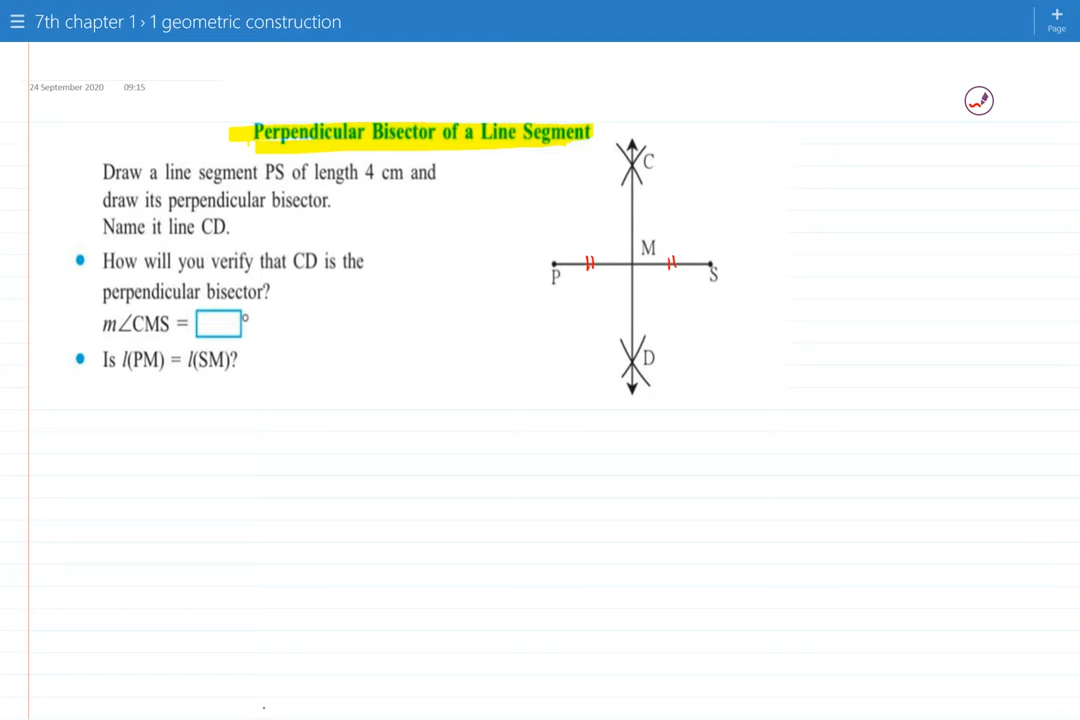 7th chapter 1 › 1 geometric construction
+
Page
24 September 2020 09:15
Perpendicular Bisector of a Line Segment
Draw a line segment PS of length 4 cm and
draw its perpendicular bisector.
Name it line CD.
• How will you verify that CD is the
perpendicular bisector?
m∠CMS = °
• Is l(PM) = l(SM)?
C
M
P
S
D